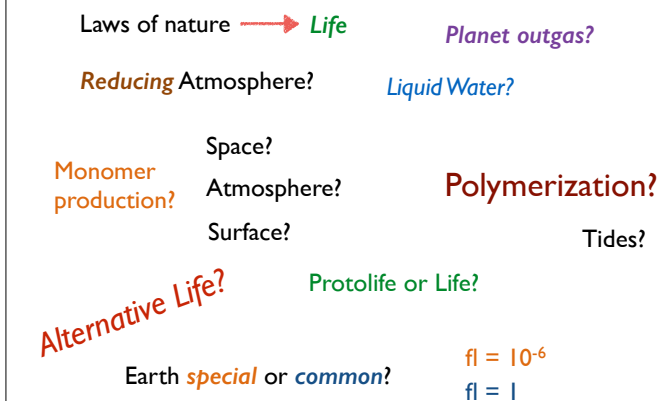 Laws of nature Life
Planet outgas?
Reducing Atmosphere?
Liquid Water?
Space?
Monomer
production?
Atmosphere?
Surface?
Polymerization?
Tides?
Alternative Life?
Protolife or Life?
Earth special or common?
fl = 10⁻⁶
fl = 1